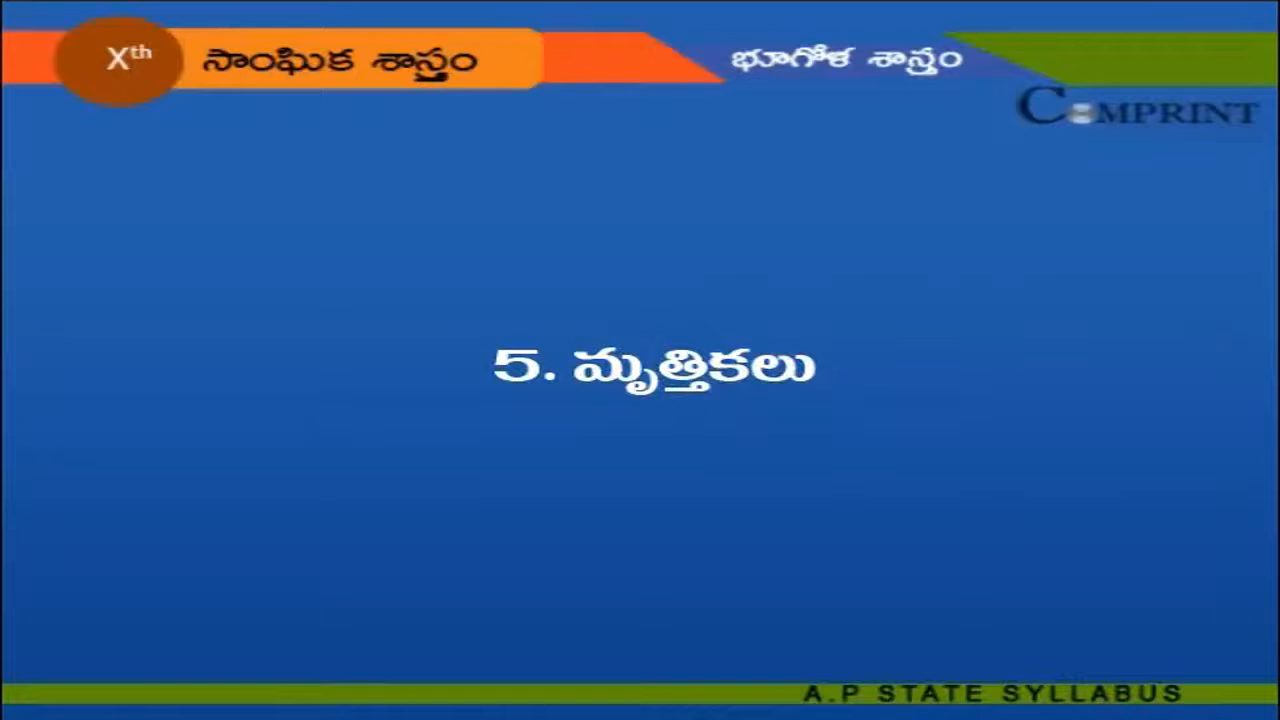 Xth సాంఘిక శాస్త్రం
భూగోళ శాస్త్రం
COMPRINT
5. మృత్తికలు
A.P STATE SYLLABUS